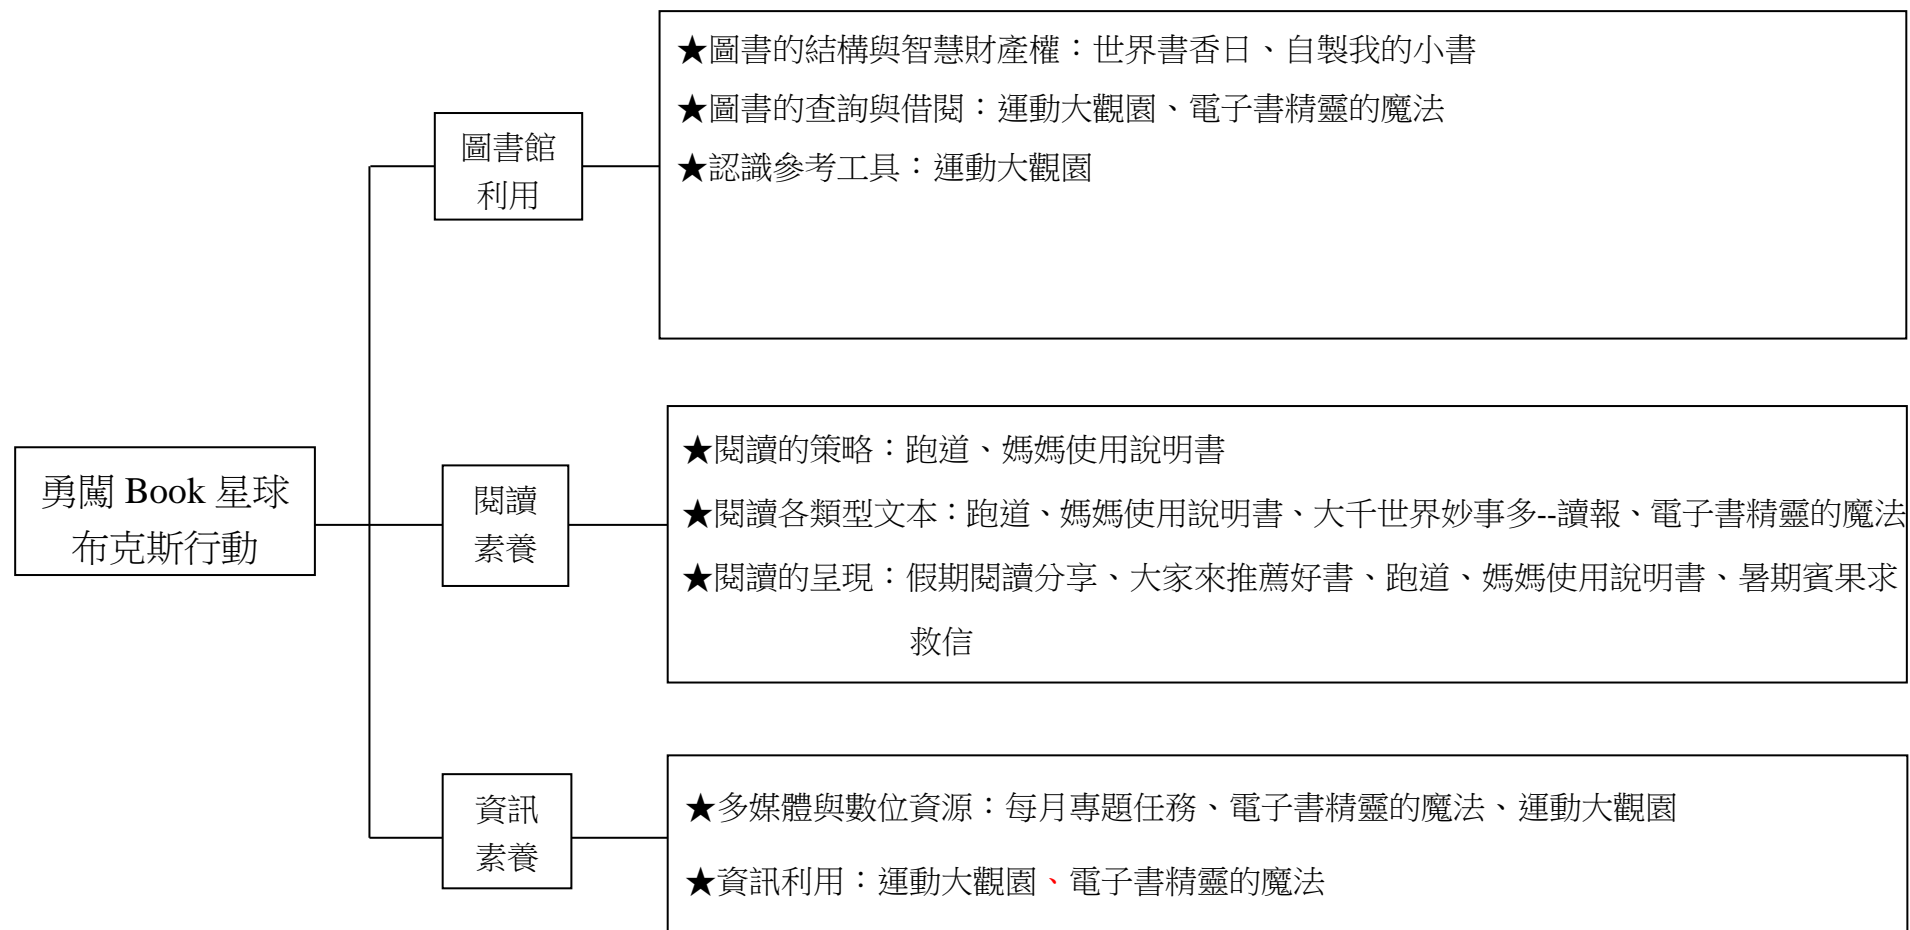 勇闖 Book 星球
布克斯行動
圖書館
利用
★圖書的結構與智慧財產權：世界書香日、自製我的小書
★圖書的查詢與借閱：運動大觀園、電子書精靈的魔法
★認識參考工具：運動大觀園
閱讀
素養
★閱讀的策略：跑道、媽媽使用說明書
★閱讀各類型文本：跑道、媽媽使用說明書、大千世界妙事多--讀報、電子書精靈的魔法
★閱讀的呈現：假期閱讀分享、大家來推薦好書、跑道、媽媽使用說明書、暑期賓果求
救信
資訊
素養
★多媒體與數位資源：每月專題任務、電子書精靈的魔法、運動大觀園
★資訊利用：運動大觀園、電子書精靈的魔法